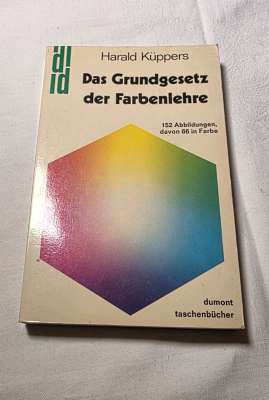 Harald Küppers
Das Grundgesetz
der Farbenlehre
152 Abbildungen,
davon 66 in Farbe
dumont
taschenbücher